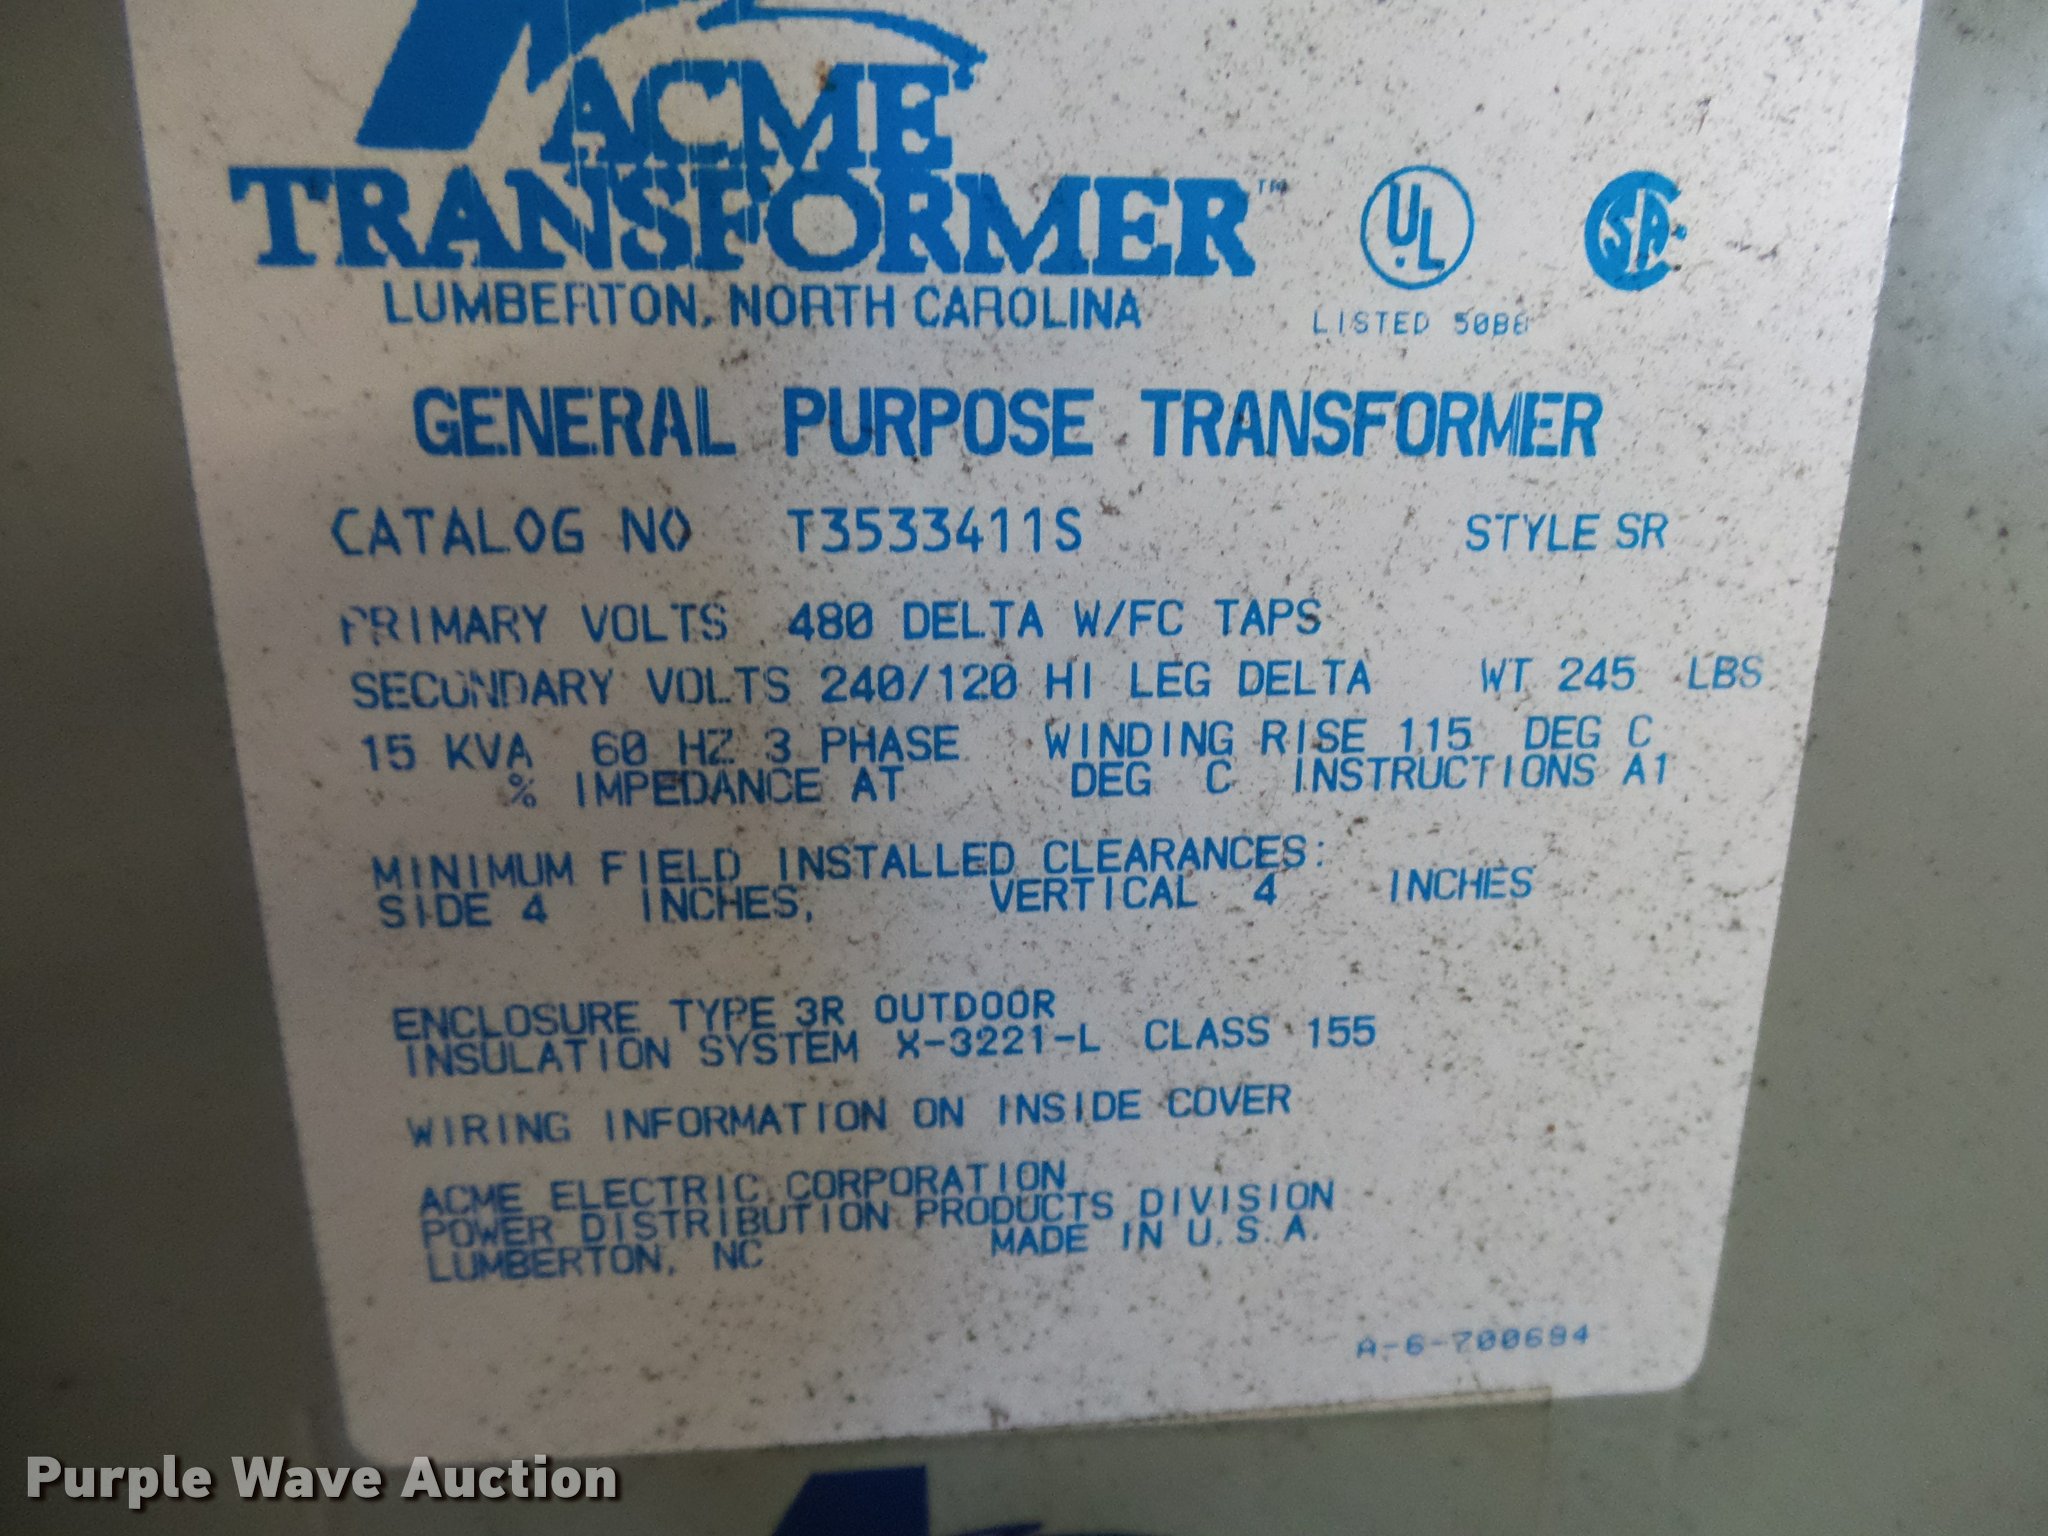 ACME
TRANSFORMER™
LUMBERTON, NORTH CAROLINA
UL
LISTED
CSA
GENERAL PURPOSE TRANSFORMER
CATALOG NO T3533411S STYLE SR
PRIMARY VOLTS 480 DELTA W/FC TAPS
SECONDARY VOLTS 240/120 HI LEG DELTA WT 245 LBS
15 KVA 60 HZ 3 PHASE WINDING RISE 115 DEG C
% IMPEDANCE AT DEG C INSTRUCTIONS A1
MINIMUM FIELD INSTALLED CLEARANCES:
SIDE 4 INCHES, VERTICAL 4 INCHES
ENCLOSURE TYPE 3R OUTDOOR
INSULATION SYSTEM X-3221-L CLASS 155
WIRING INFORMATION ON INSIDE COVER
ACME ELECTRIC CORPORATION
POWER DISTRIBUTION PRODUCTS DIVISION
LUMBERTON, NC MADE IN U.S.A.
A-6-700684
Purple Wave Auction